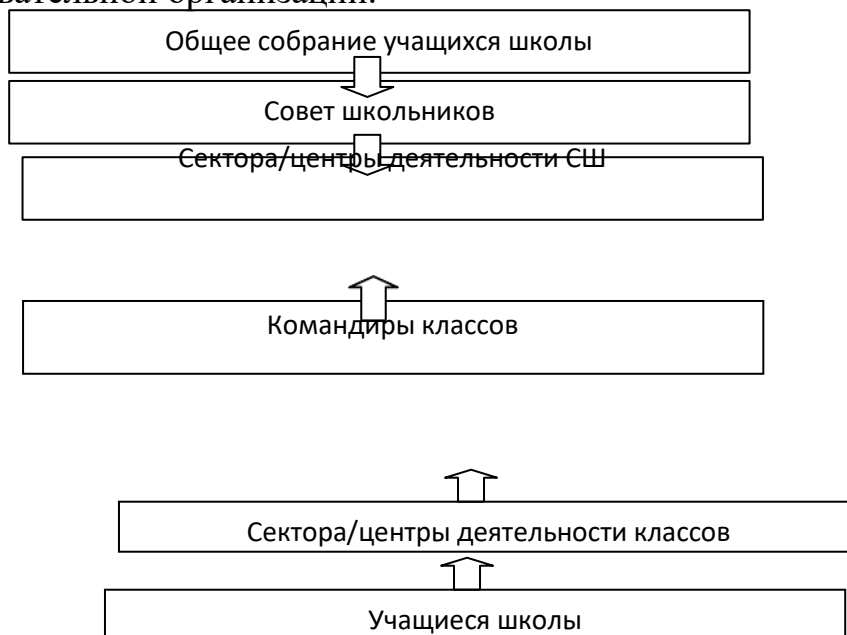 Общее собрание учащихся школы
Совет школьников
Сектора/центры деятельности СШ
Командиры классов
Сектора/центры деятельности классов
Учащиеся школы